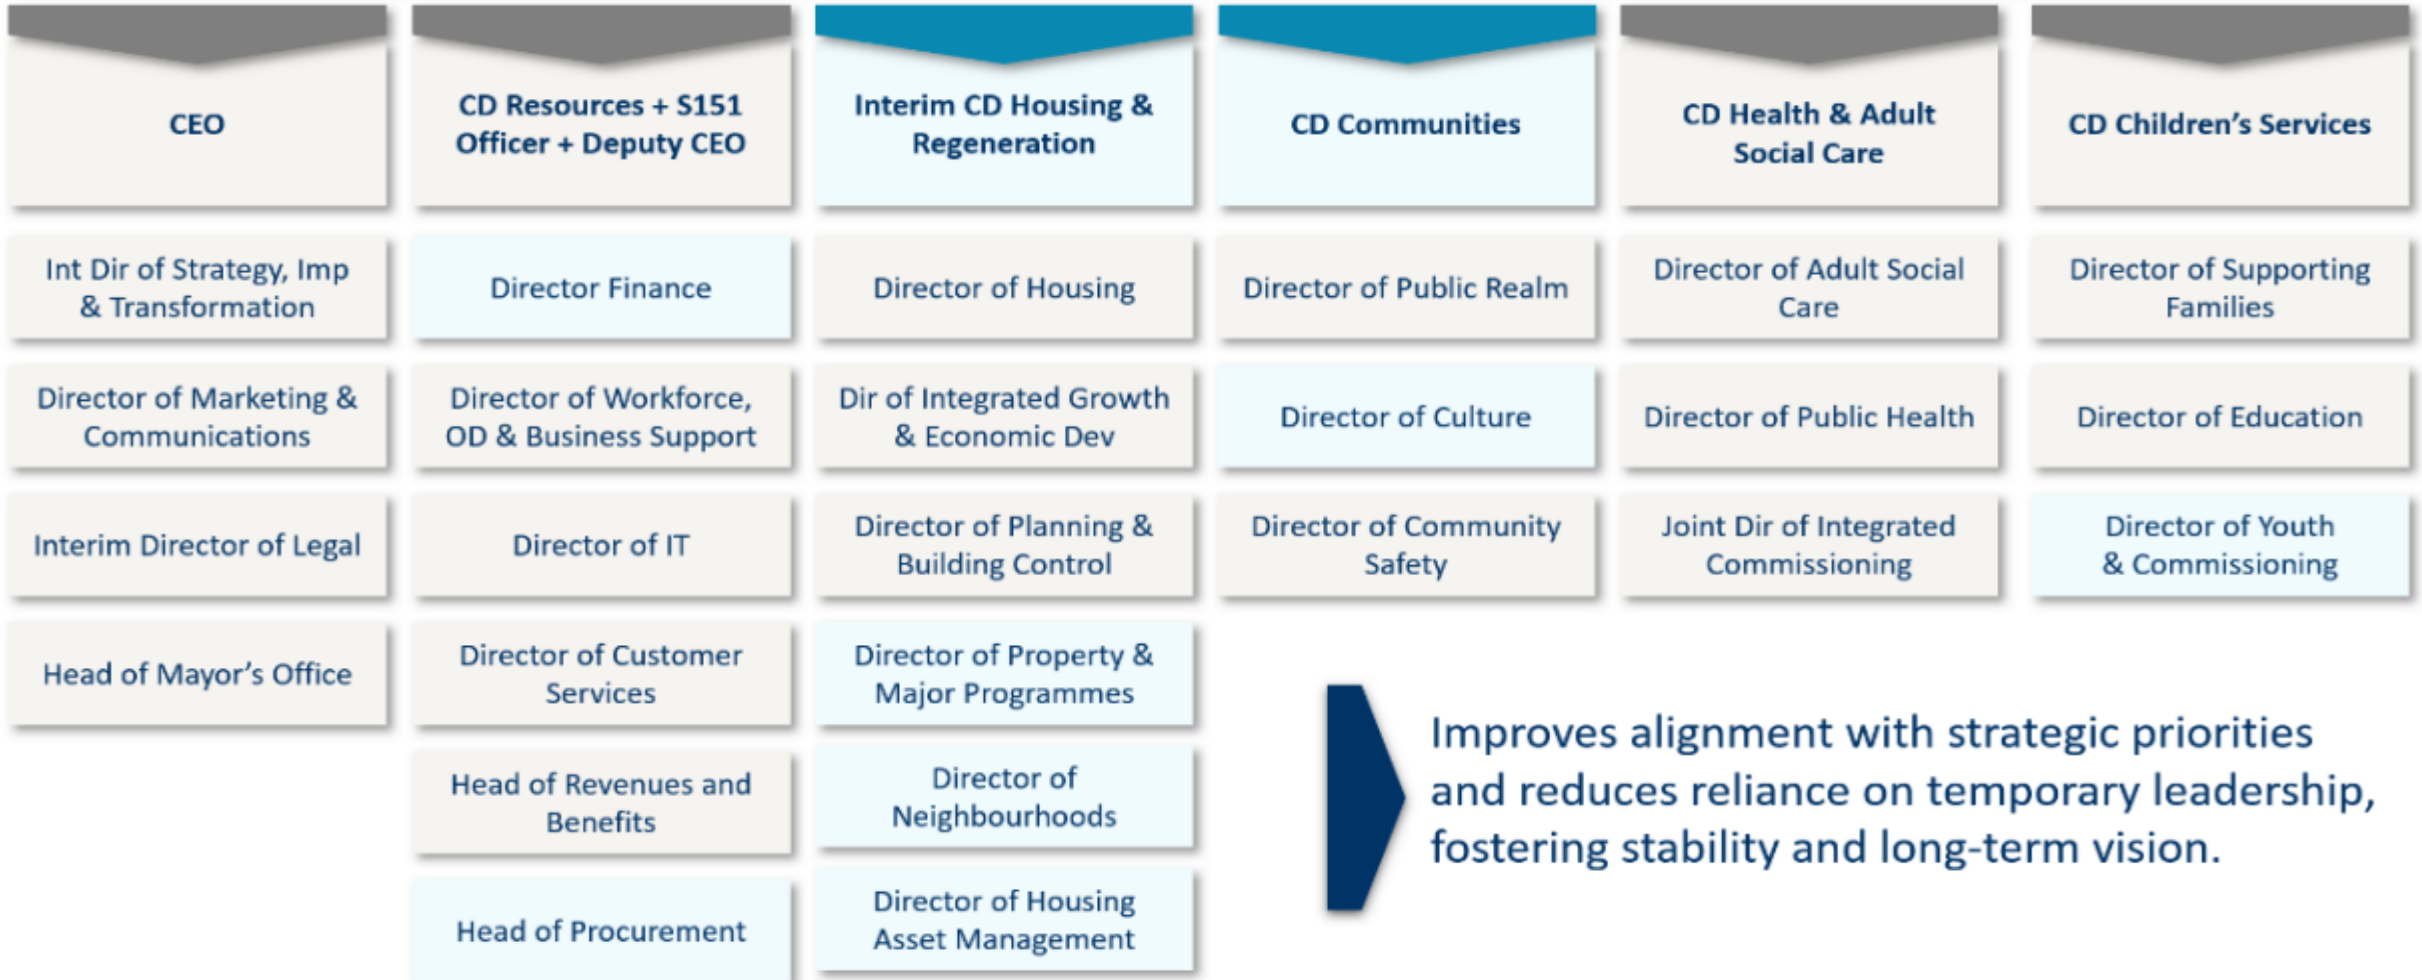 CEO
CD Resources + S151
Officer + Deputy CEO
Interim CD Housing &
Regeneration
CD Communities
CD Health & Adult
Social Care
CD Children’s Services
Int Dir of Strategy, Imp
& Transformation
Director Finance
Director of Housing
Director of Public Realm
Director of Adult Social
Care
Director of Supporting
Families
Director of Marketing &
Communications
Director of Workforce,
OD & Business Support
Dir of Integrated Growth
& Economic Dev
Director of Culture
Director of Public Health
Director of Education
Interim Director of Legal
Director of IT
Director of Planning &
Building Control
Director of Community
Safety
Joint Dir of Integrated
Commissioning
Director of Youth
& Commissioning
Head of Mayor’s Office
Director of Customer
Services
Director of Property &
Major Programmes
Head of Revenues and
Benefits
Director of
Neighbourhoods
Head of Procurement
Director of Housing
Asset Management
Improves alignment with strategic priorities
and reduces reliance on temporary leadership,
fostering stability and long-term vision.